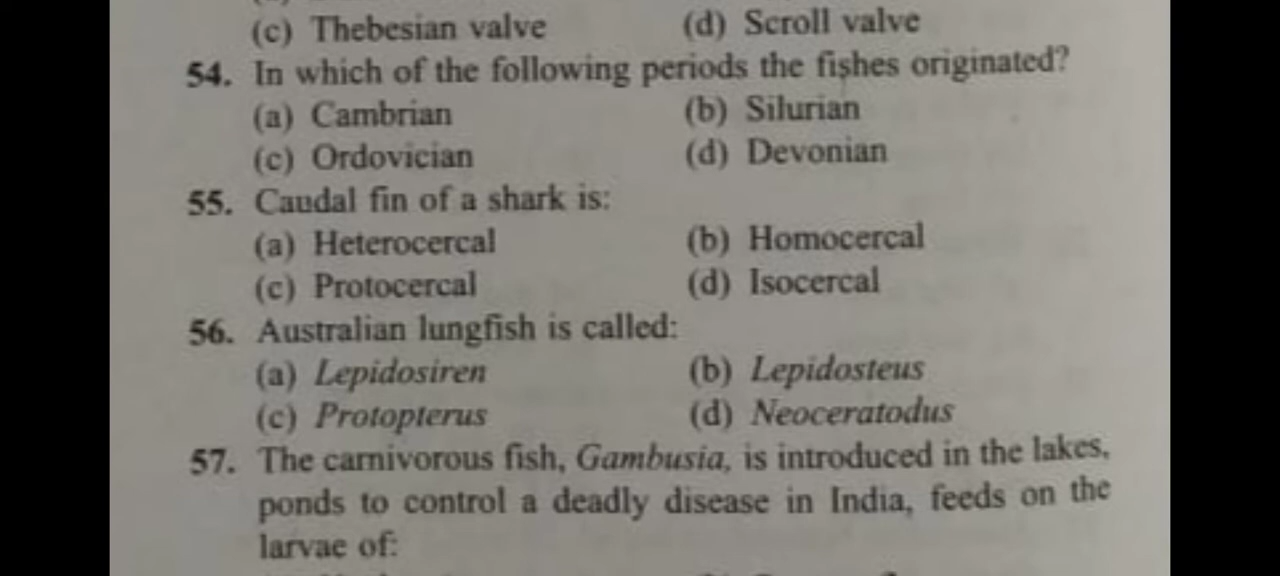 (c) Thebesian valve (d) Scroll valve
54. In which of the following periods the fishes originated?
(a) Cambrian (b) Silurian
(c) Ordovician (d) Devonian
55. Caudal fin of a shark is:
(a) Heterocercal (b) Homocercal
(c) Protocercal (d) Isocercal
56. Australian lungfish is called:
(a) Lepidosiren (b) Lepidosteus
(c) Protopterus (d) Neoceratodus
57. The carnivorous fish, Gambusia, is introduced in the lakes,
ponds to control a deadly disease in India, feeds on the
larvae of: